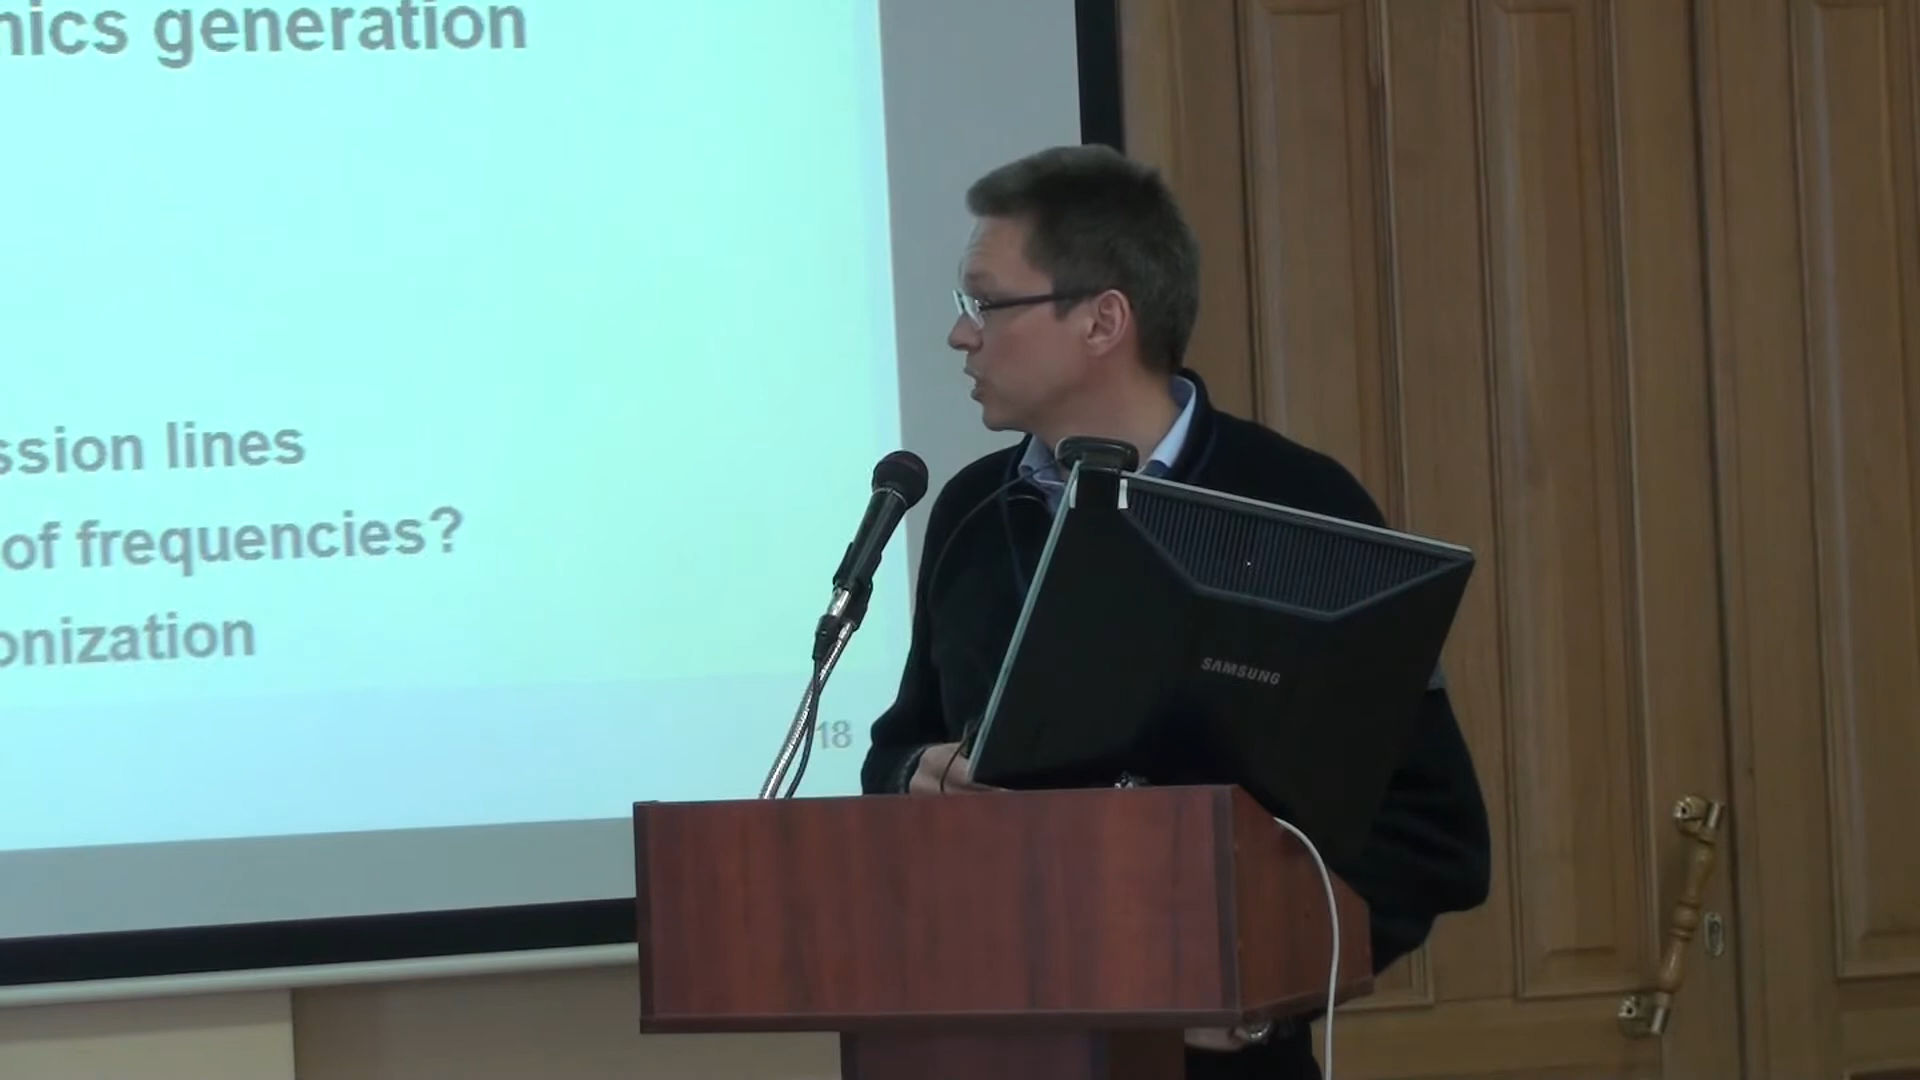 nics generation
ssion lines
of frequencies?
onization
18
SAMSUNG